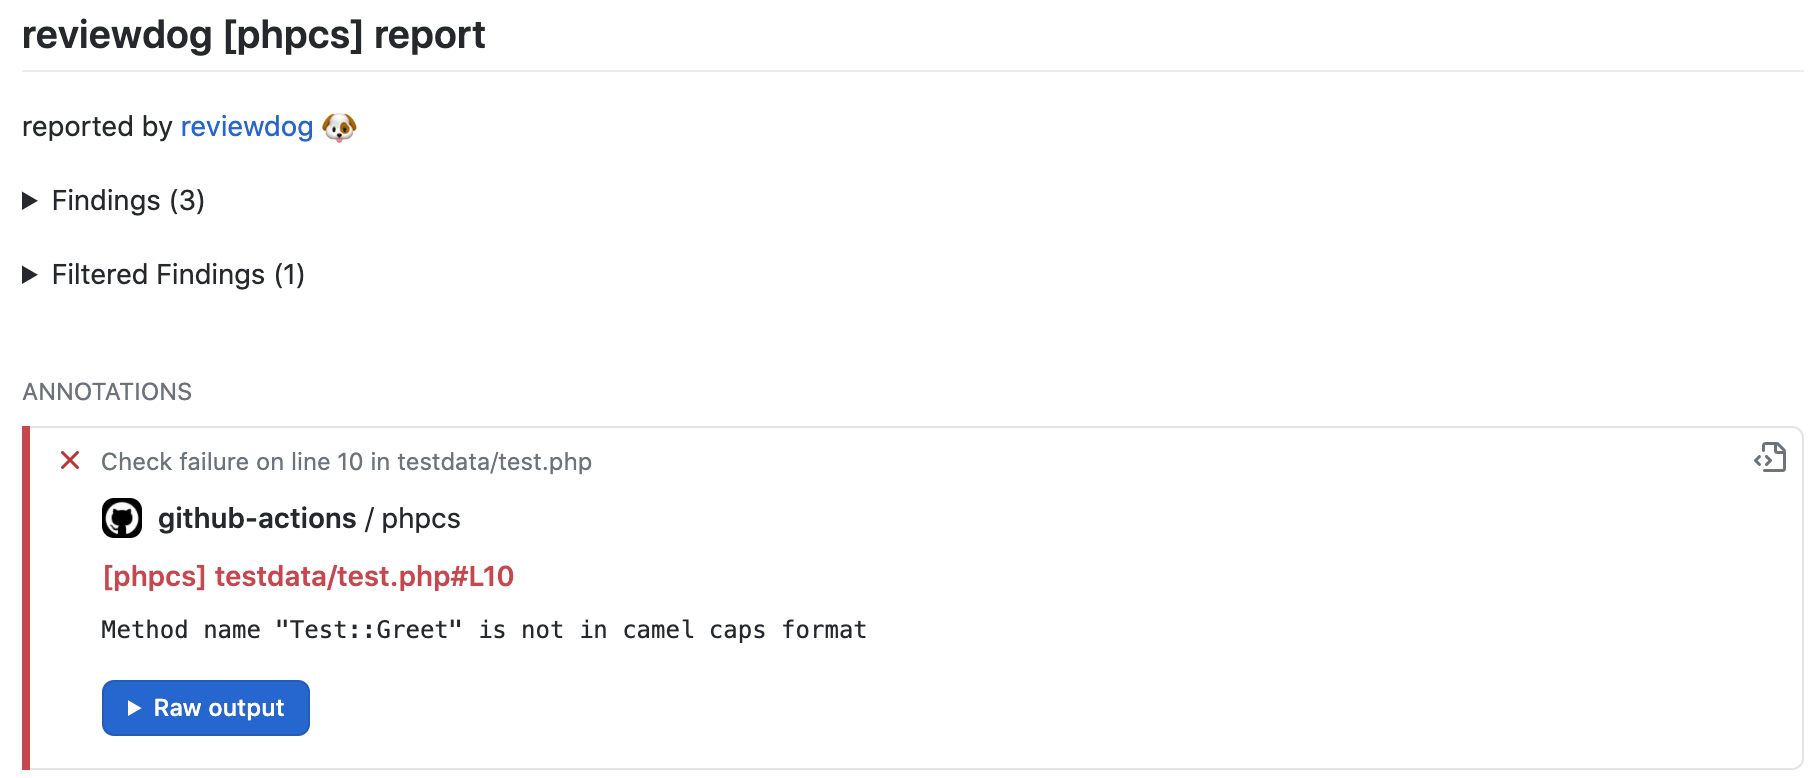 reviewdog [phpcs] report
reported by reviewdog 🐶
▶ Findings (3)
▶ Filtered Findings (1)
ANNOTATIONS
Check failure on line 10 in testdata/test.php
github-actions / phpcs
[phpcs] testdata/test.php#L10
Method name "Test::Greet" is not in camel caps format
▶ Raw output